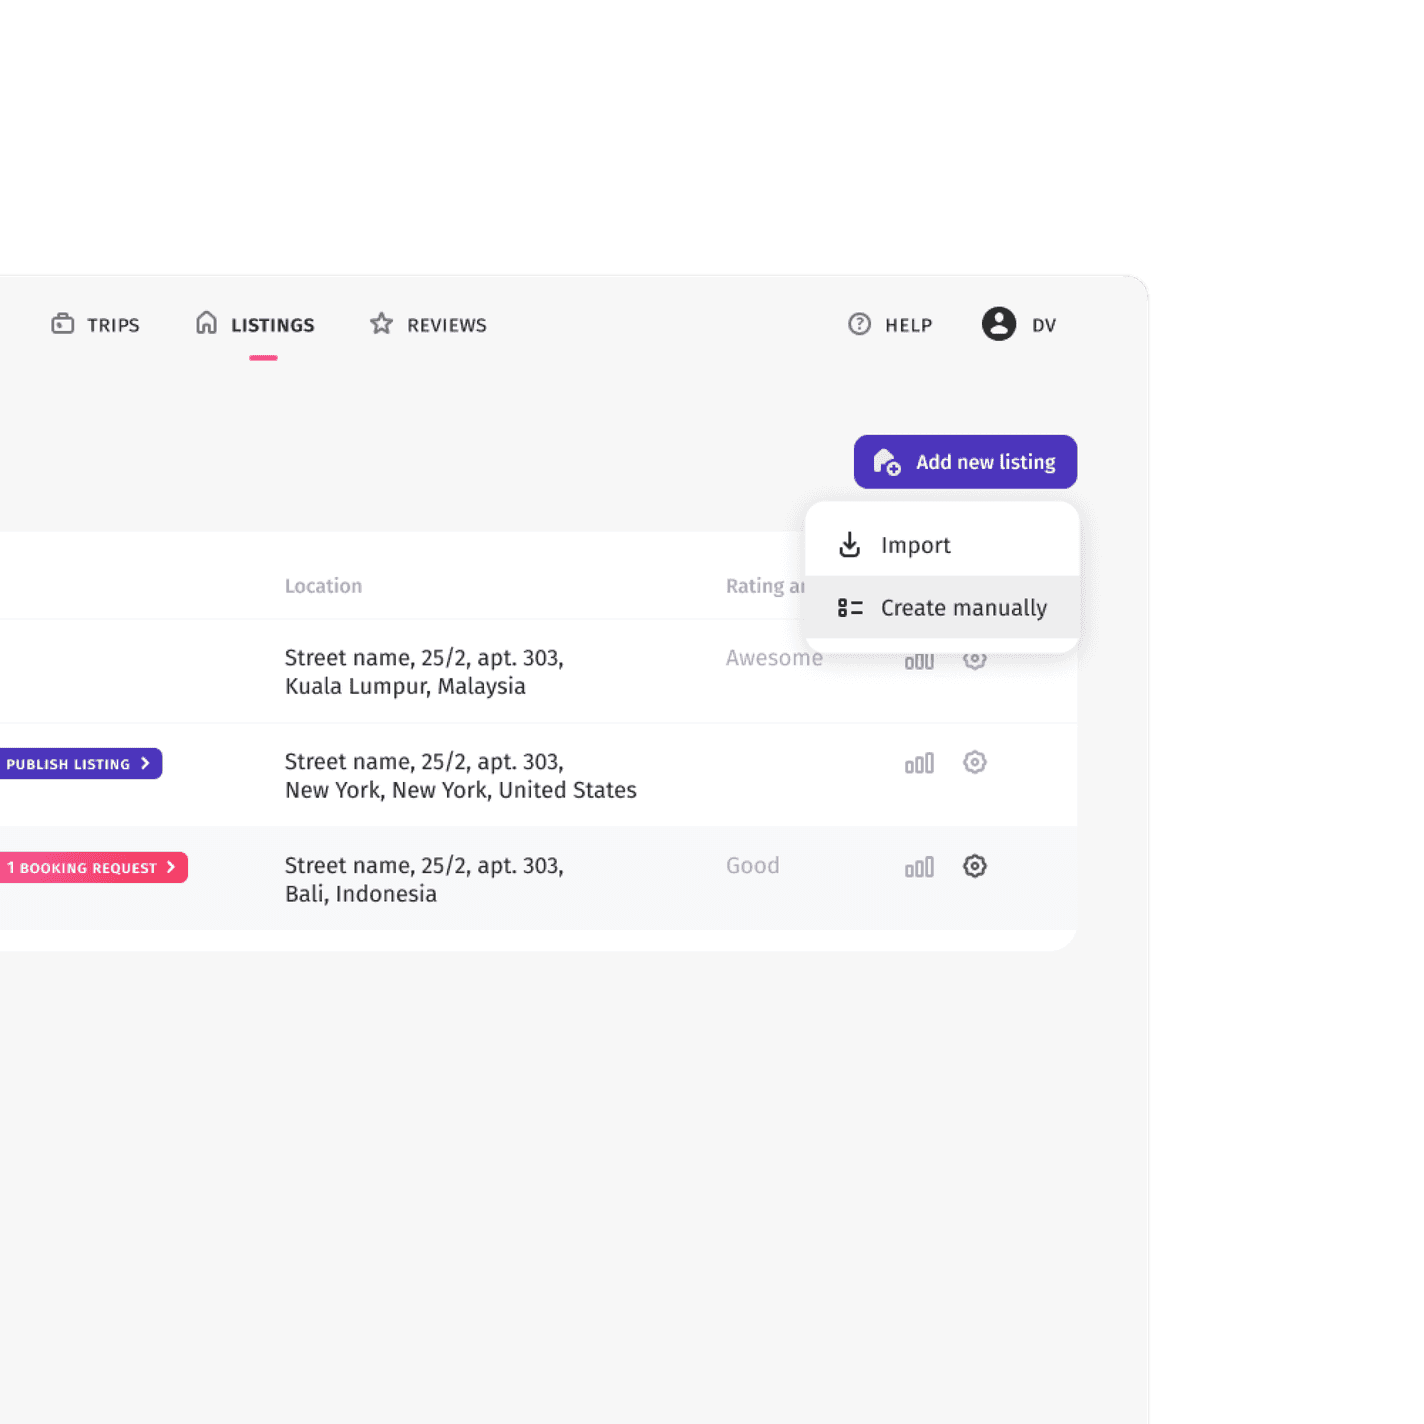 TRIPS
LISTINGS
REVIEWS
HELP
DV
Add new listing
Import
Create manually
Location
Rating
Street name, 25/2, apt. 303,
Kuala Lumpur, Malaysia
Awesome
PUBLISH LISTING
Street name, 25/2, apt. 303,
New York, New York, United States
1 BOOKING REQUEST
Street name, 25/2, apt. 303,
Bali, Indonesia
Good